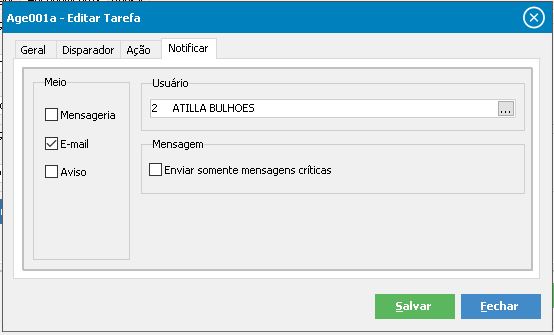 Age001a - Editar Tarefa
Geral Disparador Ação Notificar
Meio
Mensageria
E-mail
Aviso
Usuário
2 ATILLA BULHOES ...
Mensagem
Enviar somente mensagens críticas
Salvar Fechar